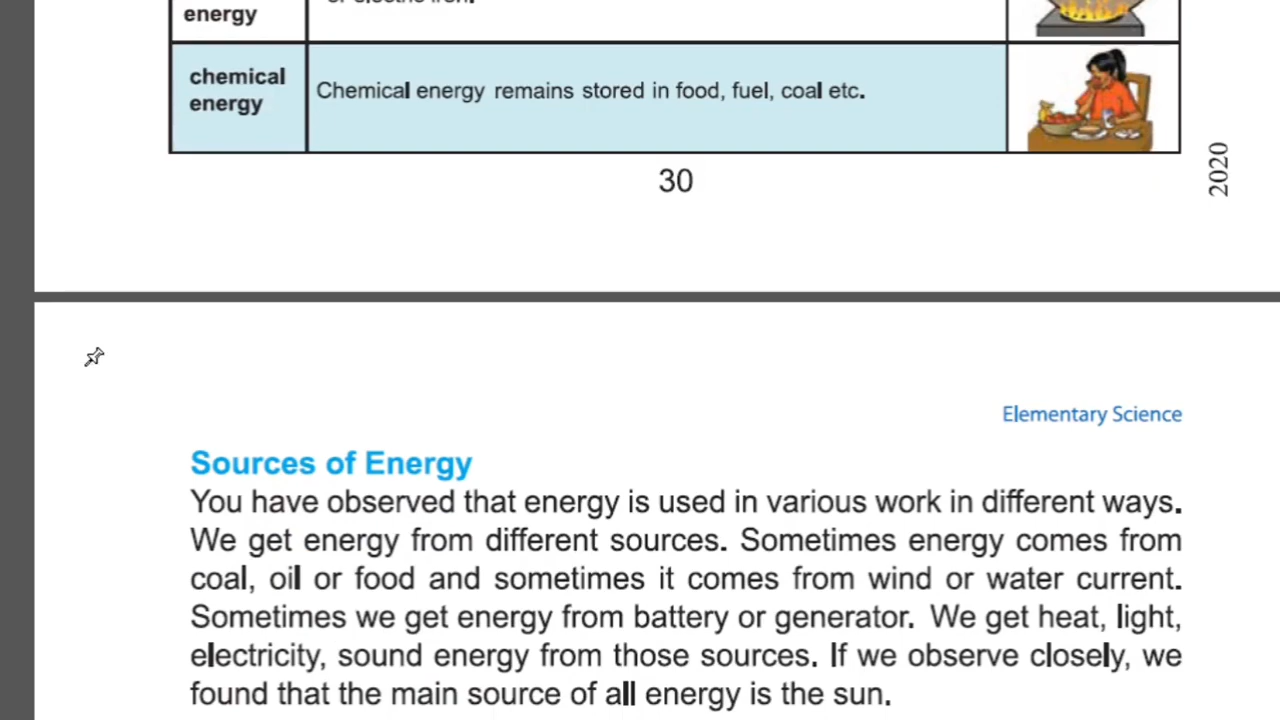 energy
chemical
energy
Chemical energy remains stored in food, fuel, coal etc.
30
2020
Elementary Science
Sources of Energy
You have observed that energy is used in various work in different ways.
We get energy from different sources. Sometimes energy comes from
coal, oil or food and sometimes it comes from wind or water current.
Sometimes we get energy from battery or generator. We get heat, light,
electricity, sound energy from those sources. If we observe closely, we
found that the main source of all energy is the sun.